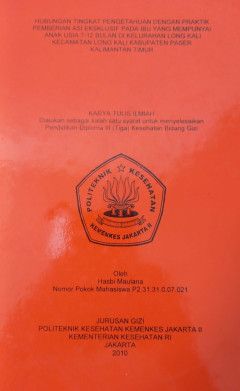 HUBUNGAN TINGKAT PENGETAHUAN DENGAN PRAKTIK
PEMBERIAN ASI EKSKLUSIF PADA IBU YANG MEMPUNYAI
ANAK USIA 7-12 BULAN DI KELURAHAN LONG KALI
KECAMATAN LONG KALI KABUPATEN PASER
KALIMANTAN TIMUR
KARYA TULIS ILMIAH
Diajukan sebagai salah satu syarat untuk menyelesaikan
Pendidikan Diploma III (Tiga) Kesehatan Bidang Gizi
POLITEKNIK KESEHATAN
KEMENKES JAKARTA II
Oleh
Hasbi Maulana
Nomor Pokok Mahasiswa P2.31.31.0.07.021
JURUSAN GIZI
POLITEKNIK KESEHATAN KEMENKES JAKARTA II
KEMENTERIAN KESEHATAN RI
JAKARTA
2010